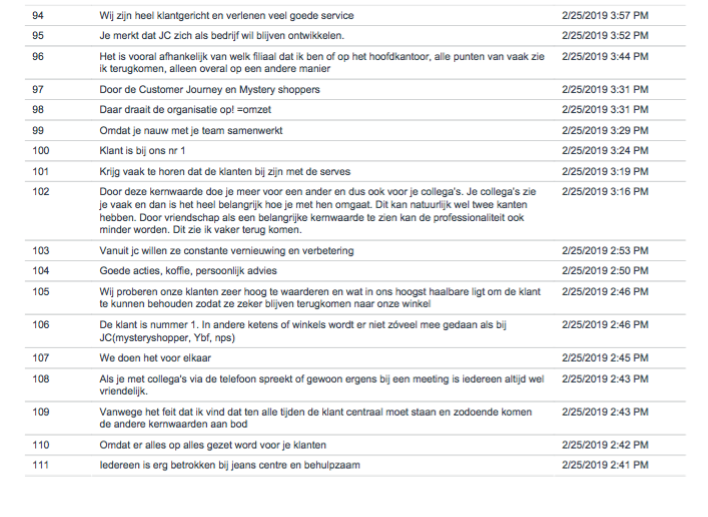 94 Wij zijn heel klantgericht en verlenen veel goede service 2/25/2019 3:57 PM
95 Je merkt dat JC zich als bedrijf wil blijven ontwikkelen. 2/25/2019 3:52 PM
96 Het is vooral afhankelijk van welk filiaal dat ik ben of op het hoofdkantoor, alle punten van vaak zie 2/25/2019 3:44 PM
ik terugkomen, alleen overal op een andere manier
97 Door de Customer Journey en Mystery shoppers 2/25/2019 3:31 PM
98 Daar draait de organisatie op! =omzet 2/25/2019 3:31 PM
99 Omdat je nauw met je team samenwerkt 2/25/2019 3:29 PM
100 Klant is bij ons nr 1 2/25/2019 3:24 PM
101 Krijg vaak te horen dat de klanten bij zijn met de serves 2/25/2019 3:19 PM
102 Door deze kernwaarde doe je meer voor een ander en dus ook voor je collega's. Je collega's zie 2/25/2019 3:16 PM
je vaak en dan is het heel belangrijk hoe je met hen omgaat. Dit kan natuurlijk wel twee kanten
hebben. Door vriendschap als een belangrijke kernwaarde te zien kan de professionaliteit ook
minder worden. Dit zie ik vaker terug komen.
103 Vanuit jc willen ze constante vernieuwing en verbetering 2/25/2019 2:53 PM
104 Goede acties, koffie, persoonlijk advies 2/25/2019 2:50 PM
105 Wij proberen onze klanten zeer hoog te waarderen en wat in ons hoogst haalbare ligt om de klant 2/25/2019 2:46 PM
te kunnen behouden zodat ze zeker blijven terugkomen naar onze winkel
106 De klant is nummer 1. In andere ketens of winkels wordt er niet zóveel mee gedaan als bij 2/25/2019 2:46 PM
JC(mysteryshopper, Ybf, nps)
107 We doen het voor elkaar 2/25/2019 2:45 PM
108 Als je met collega's via de telefoon spreekt of gewoon ergens bij een meeting is iedereen altijd wel 2/25/2019 2:43 PM
vriendelijk.
109 Vanwege het feit dat ik vind dat ten alle tijden de klant centraal moet staan en zodoende komen 2/25/2019 2:43 PM
de andere kernwaarden aan bod
110 Omdat er alles op alles gezet word voor je klanten 2/25/2019 2:42 PM
111 Iedereen is erg betrokken bij jeans centre en behulpzaam 2/25/2019 2:41 PM